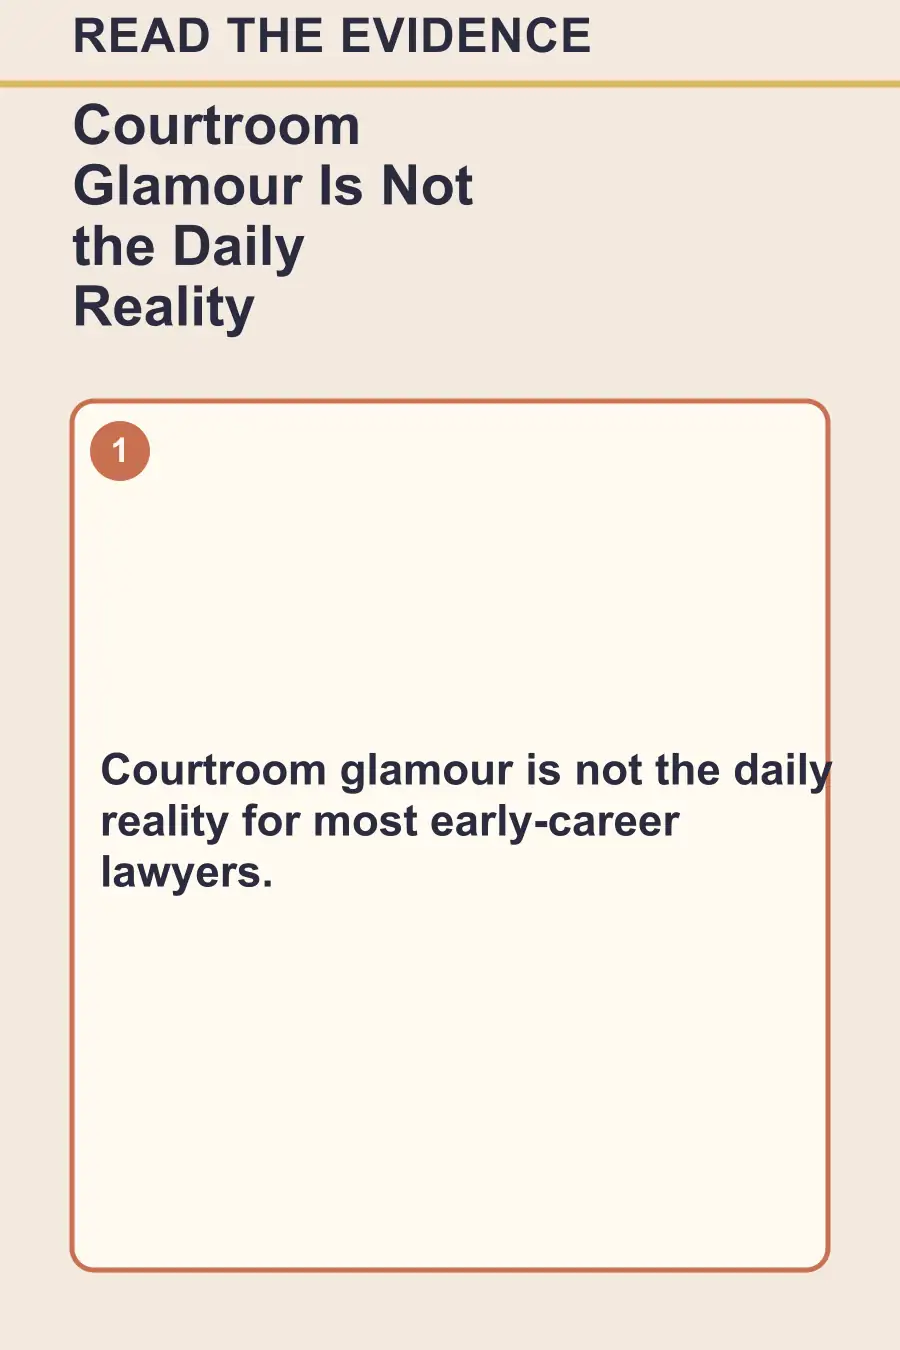 READ THE EVIDENCE
Courtroom
Glamour Is Not
the Daily
Reality
1
Courtroom glamour is not the daily
reality for most early-career
lawyers.